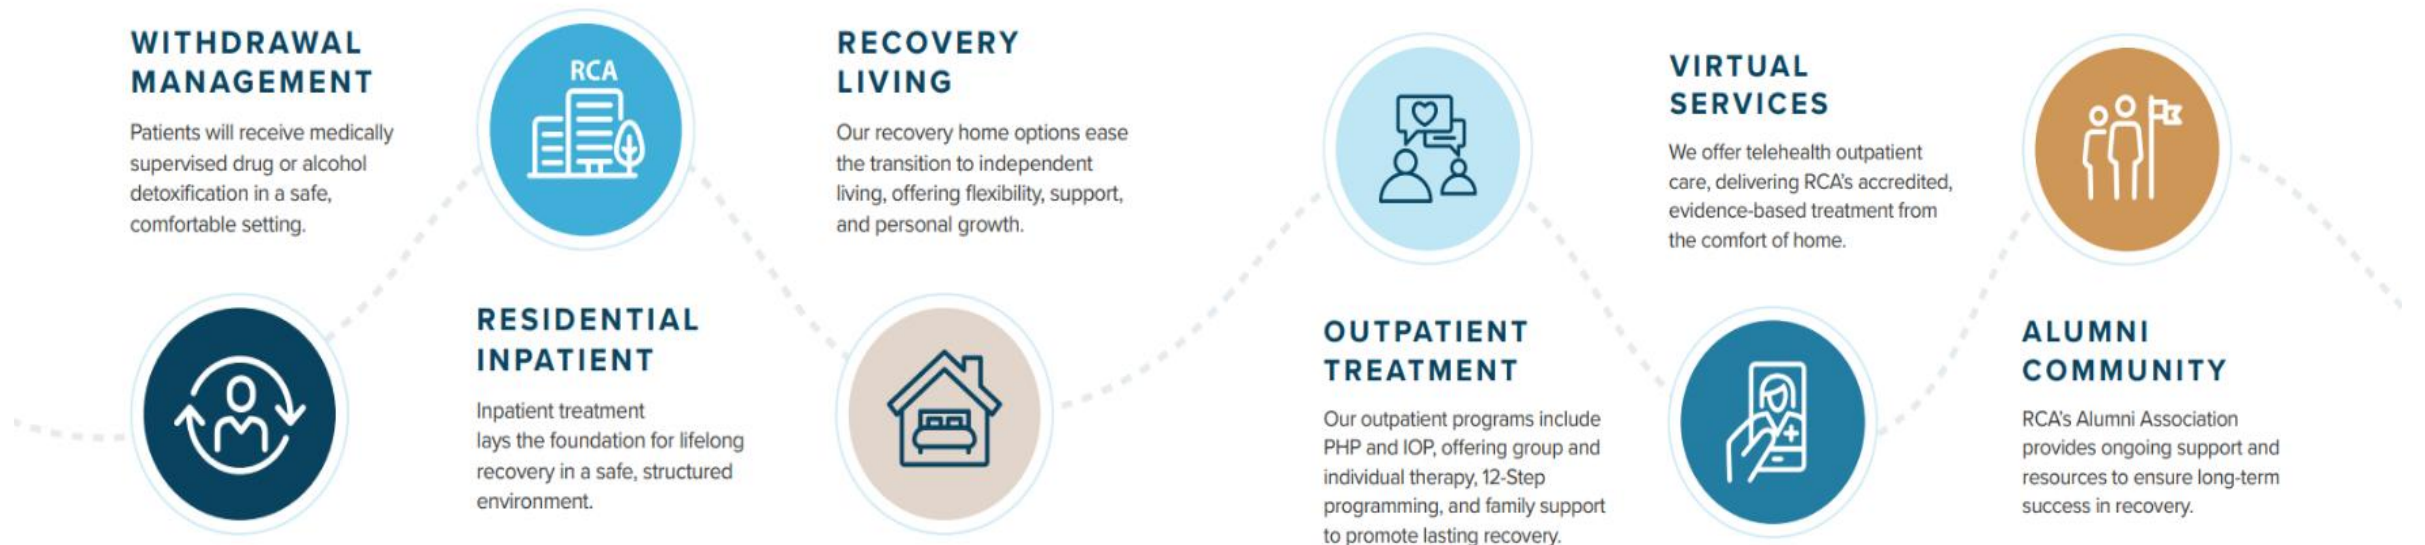 WITHDRAWAL
MANAGEMENT
Patients will receive medically
supervised drug or alcohol
detoxification in a safe,
comfortable setting.
RCA
RESIDENTIAL
INPATIENT
Inpatient treatment
lays the foundation for lifelong
recovery in a safe, structured
environment.
RECOVERY
LIVING
Our recovery home options ease
the transition to independent
living, offering flexibility, support,
and personal growth.
OUTPATIENT
TREATMENT
Our outpatient programs include
PHP and IOP, offering group and
individual therapy, 12-Step
programming, and family support
to promote lasting recovery.
VIRTUAL
SERVICES
We offer telehealth outpatient
care, delivering RCA's accredited,
evidence-based treatment from
the comfort of home.
ALUMNI
COMMUNITY
RCA's Alumni Association
provides ongoing support and
resources to ensure long-term
success in recovery.